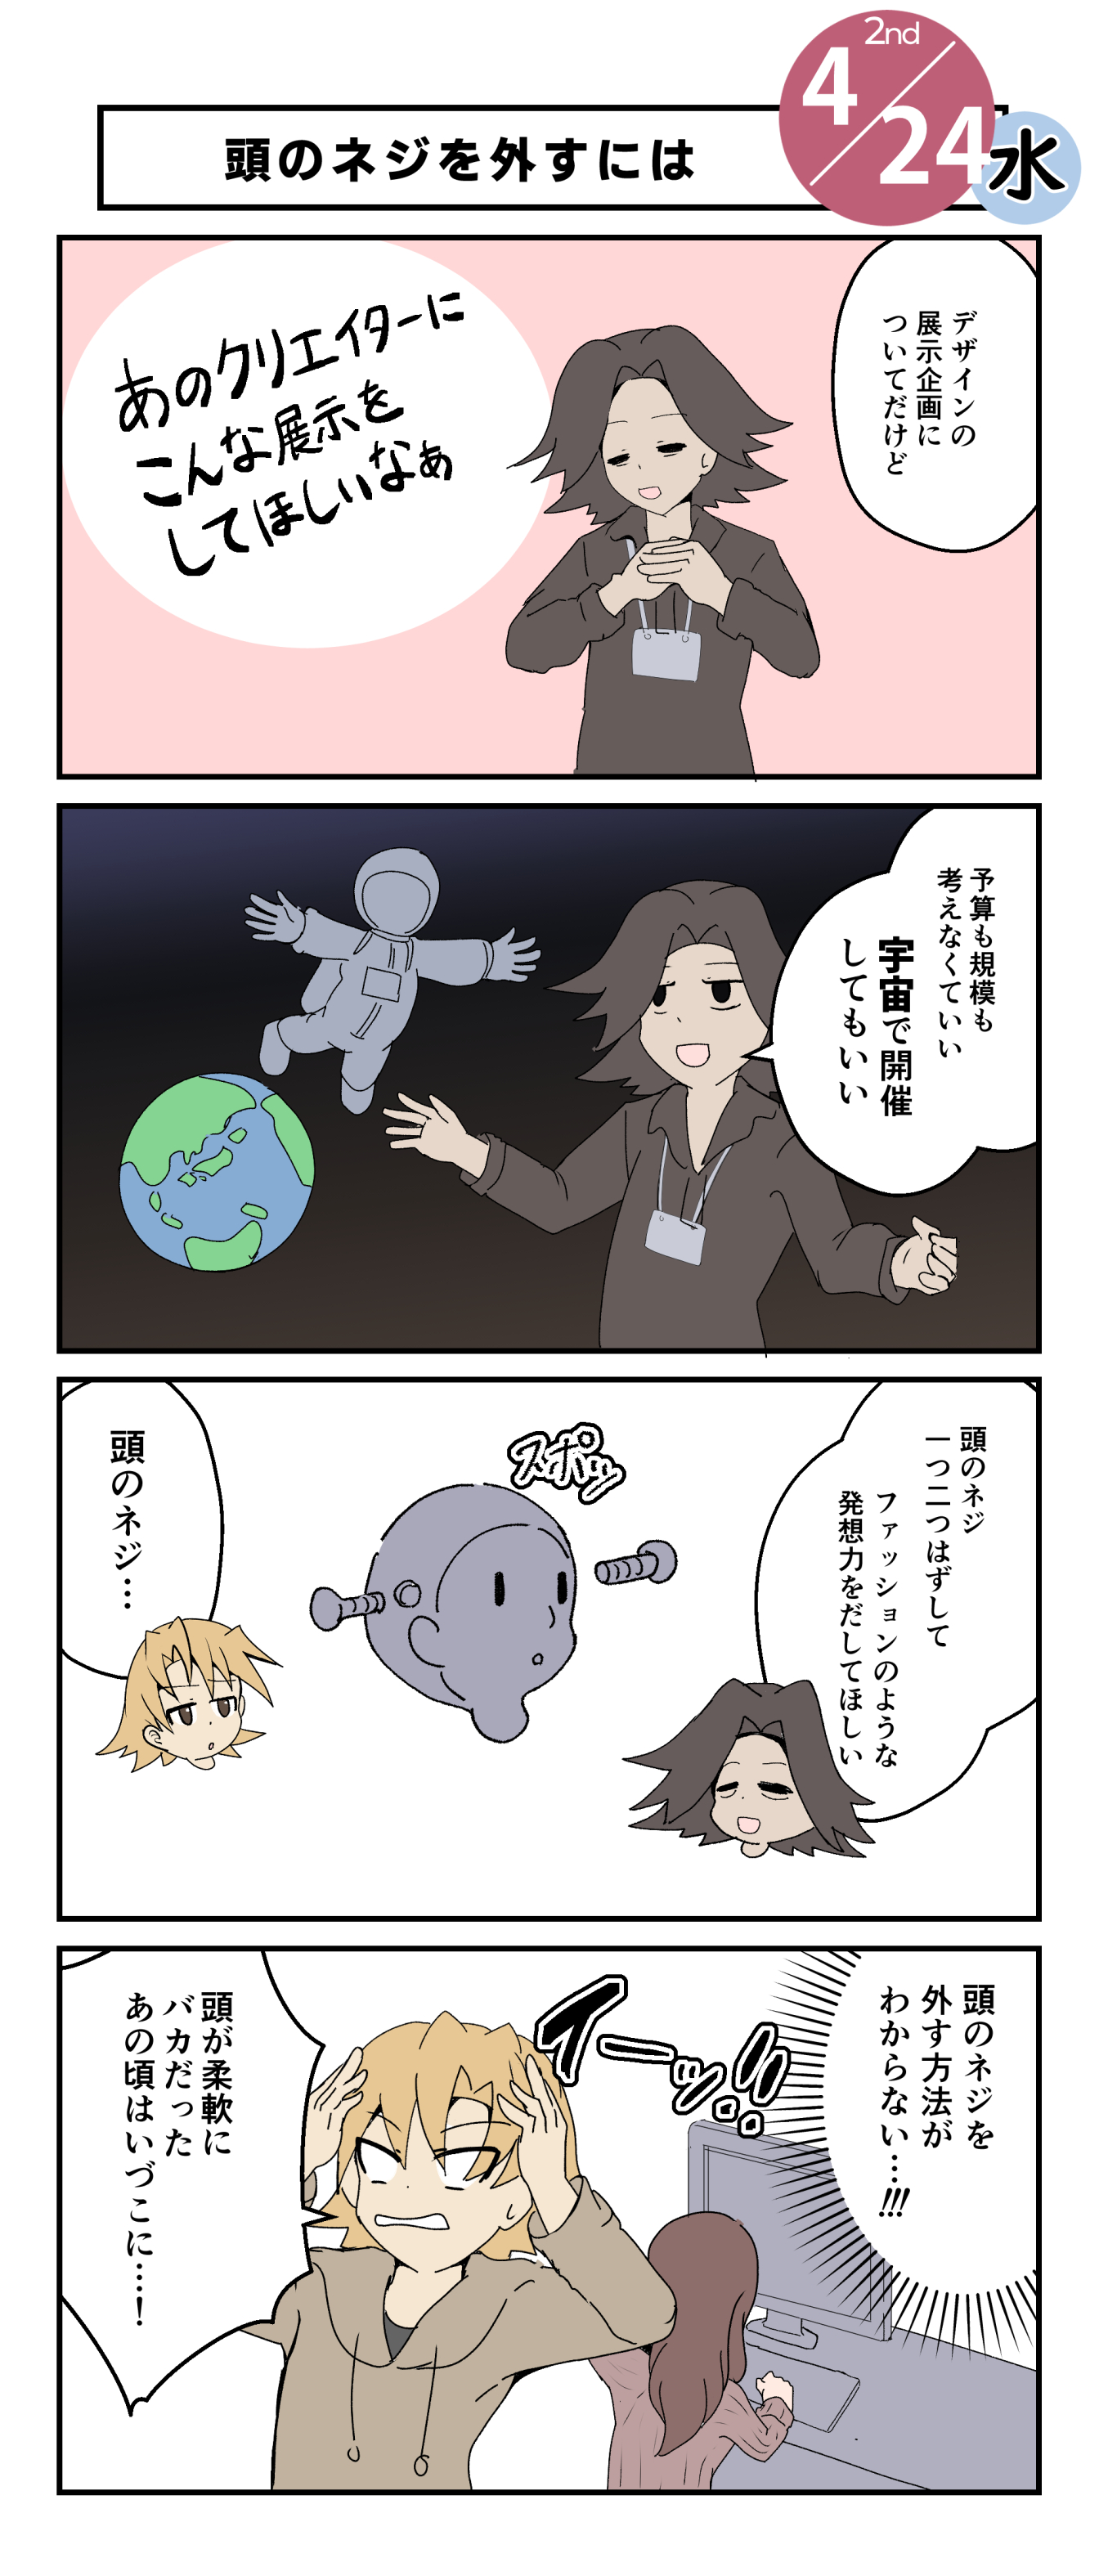 2nd
4/24
水
頭のネジを外すには
デザインの
展示企画に
ついてだけど
あのクリエイターに
こんな展示を
してほしいなぁ
予算も規模も
考えなくていい
宇宙で開催
してもいい
頭のネジ
一つ二つはずして
ファッションのような
発想力をだしてほしい
スポッ
頭のネジ…
頭のネジを
外す方法が
わからない…!!!
イーッ!!
頭が柔軟に
バカだった
あの頃はいづこに……!